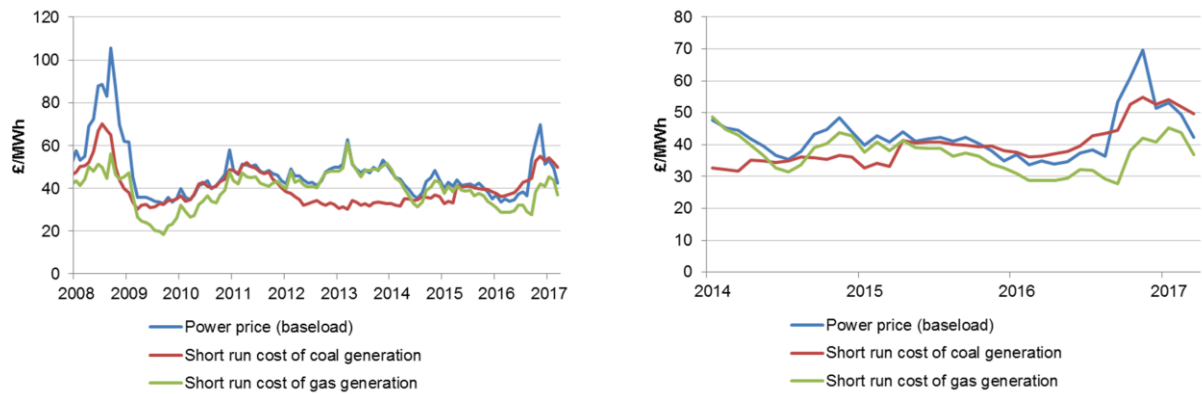 £/MWh
120
100
80
60
40
20
0
2008 2009 2010 2011 2012 2013 2014 2015 2016 2017
Power price (baseload)
Short run cost of coal generation
Short run cost of gas generation
£/MWh
80
70
60
50
40
30
20
10
0
2014 2015 2016 2017
Power price (baseload)
Short run cost of coal generation
Short run cost of gas generation